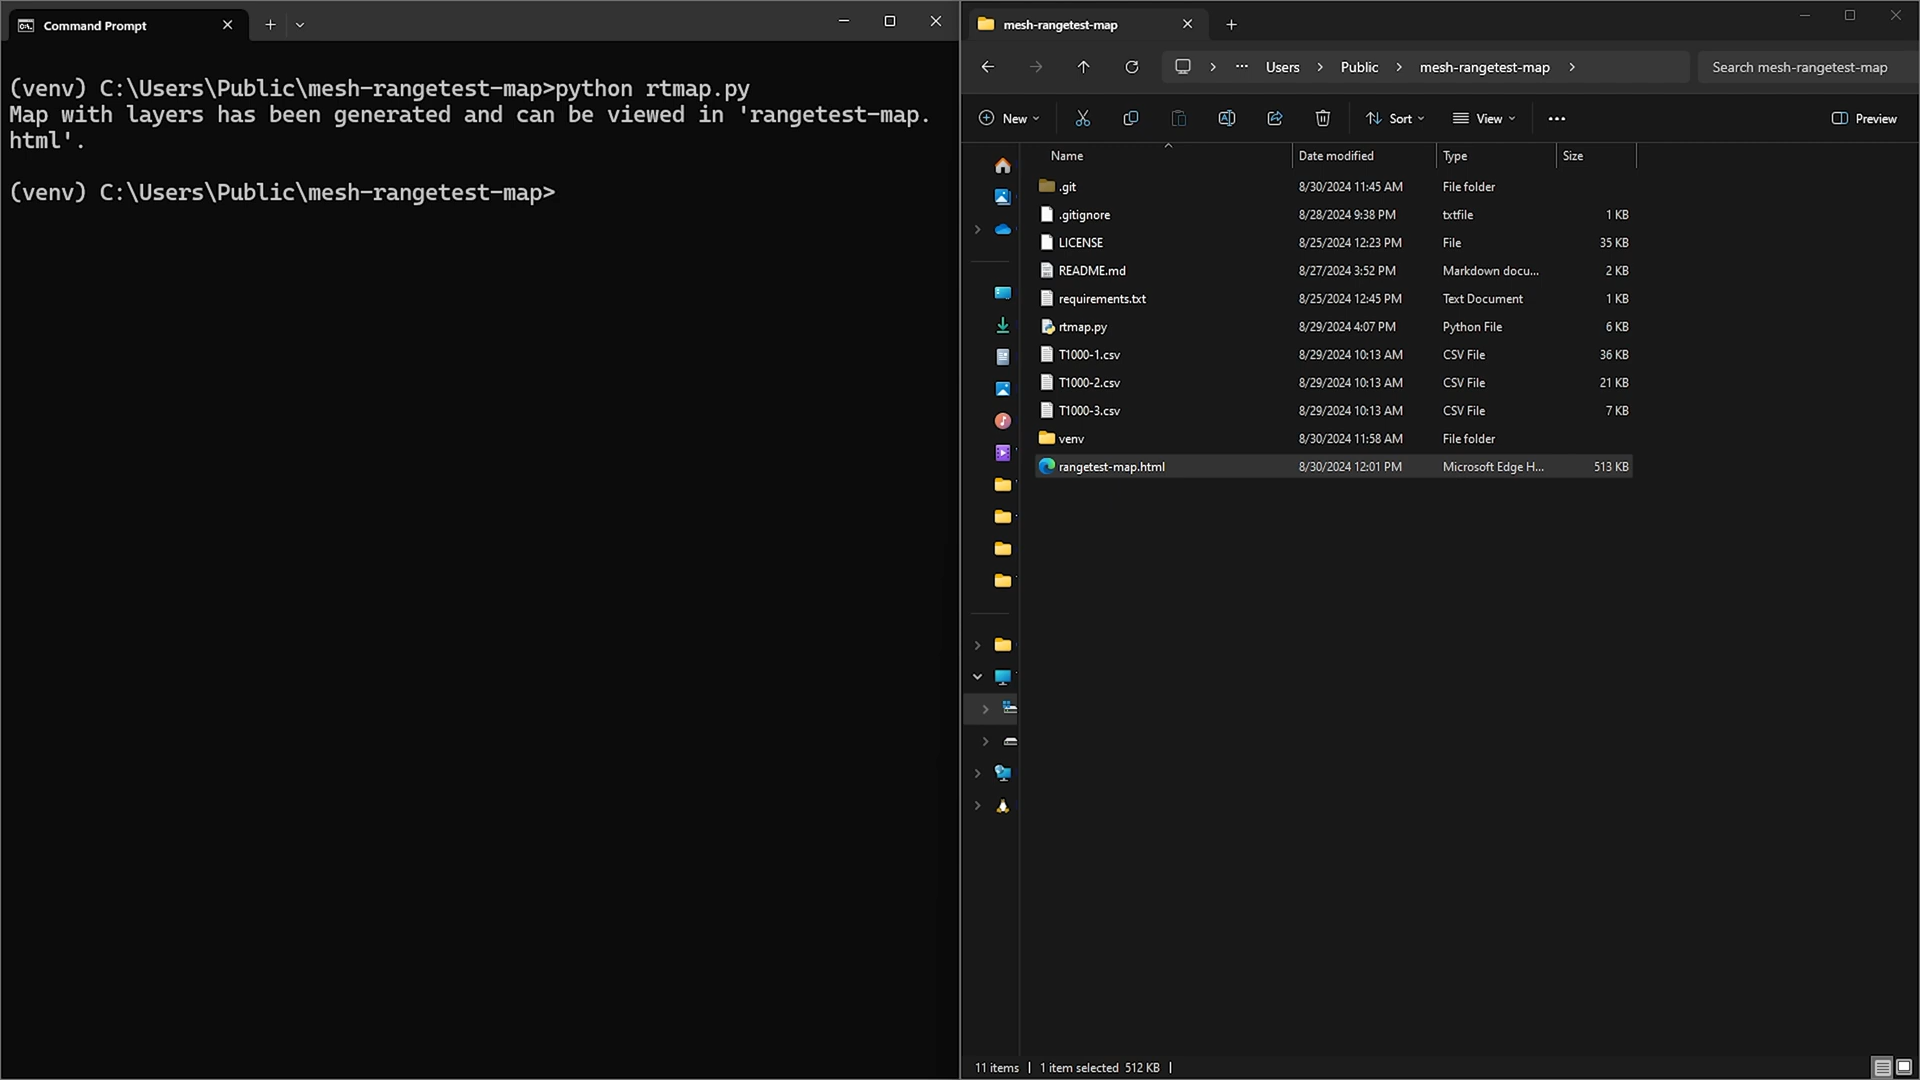 Command Prompt
(venv) C:\Users\Public\mesh-rangetest-map>python rtmap.py
Map with layers has been generated and can be viewed in 'rangetest-map.
html'.
(venv) C:\Users\Public\mesh-rangetest-map>
mesh-rangetest-map
Users
Public
mesh-rangetest-map
Search mesh-rangetest-map
New
Sort
View
Preview
Name Date modified Type Size
.git 8/30/2024 11:45 AM File folder
.gitignore 8/28/2024 9:38 PM txtfile 1 KB
LICENSE 8/25/2024 12:23 PM File 35 KB
README.md 8/27/2024 3:52 PM Markdown docu... 2 KB
requirements.txt 8/25/2024 12:45 PM Text Document 1 KB
rtmap.py 8/29/2024 4:07 PM Python File 6 KB
T1000-1.csv 8/29/2024 10:13 AM CSV File 36 KB
T1000-2.csv 8/29/2024 10:13 AM CSV File 21 KB
T1000-3.csv 8/29/2024 10:13 AM CSV File 7 KB
venv 8/30/2024 11:58 AM File folder
rangetest-map.html 8/30/2024 12:01 PM Microsoft Edge H... 513 KB
11 items | 1 item selected 512 KB |